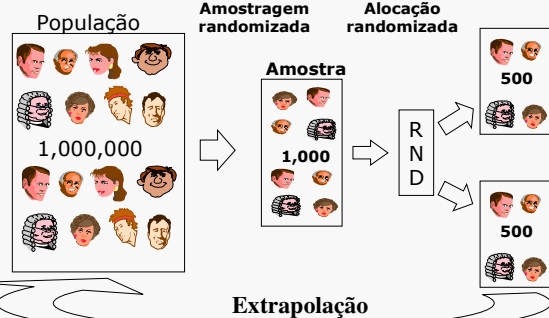 População
Amostragem
randomizada
Alocação
randomizada
Amostra
1,000,000
1,000
R
N
D
500
500
Extrapolação